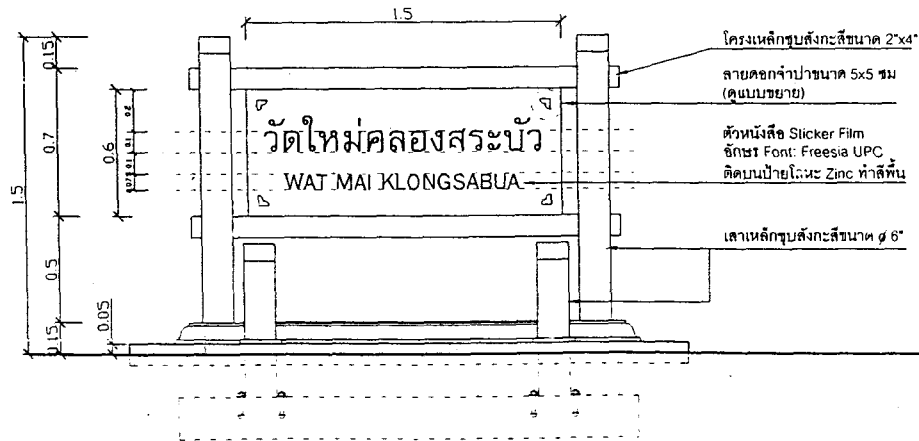 1.5
โครงเหล็กชุบสังกะสีขนาด 2"x4"
ลายดอกจำปาขนาด 5x5 ซม
(ดูแบบขยาย)
0.15
0.7
0.6
1.5
วัดใหม่คลองสระบัว
WAT MAI KLONGSABUA
ตัวหนังสือ Sticker Film
อักษร Font: Freesia UPC
ติดบนป้ายโลหะ Zinc ทำสีพื้น
เสาเหล็กชุบสังกะสีขนาด ø 6"
0.5
0.05
0.15